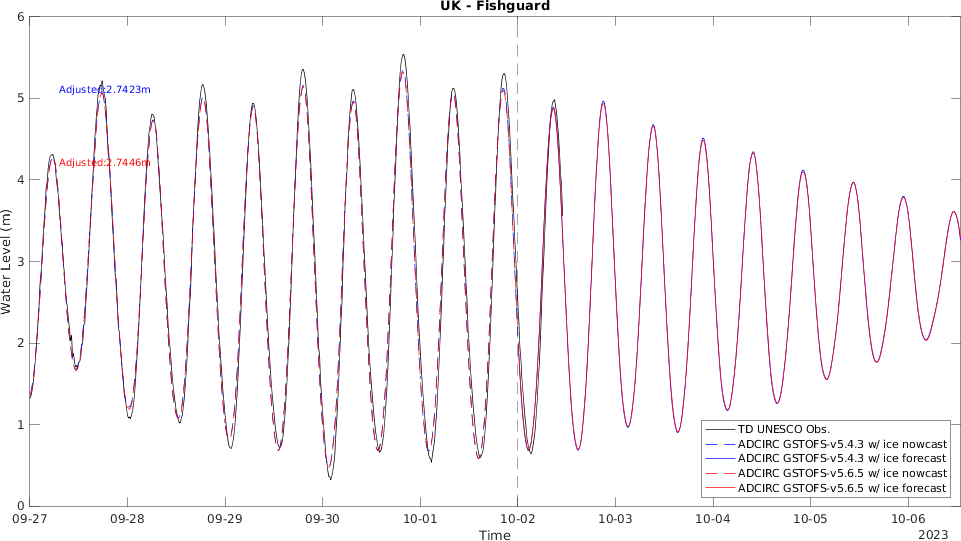 UK - Fishguard
6
5
4
3
2
1
0
Water Level (m)
Adjusted:2.7423m
Adjusted:2.7446m
TD UNESCO Obs.
ADCIRC GSTOFS-v5.4.3 w/ ice nowcast
ADCIRC GSTOFS-v5.4.3 w/ ice forecast
ADCIRC GSTOFS-v5.6.5 w/ ice nowcast
ADCIRC GSTOFS-v5.6.5 w/ ice forecast
09-27 09-28 09-29 09-30 10-01 10-02 10-03 10-04 10-05 10-06
Time
2023